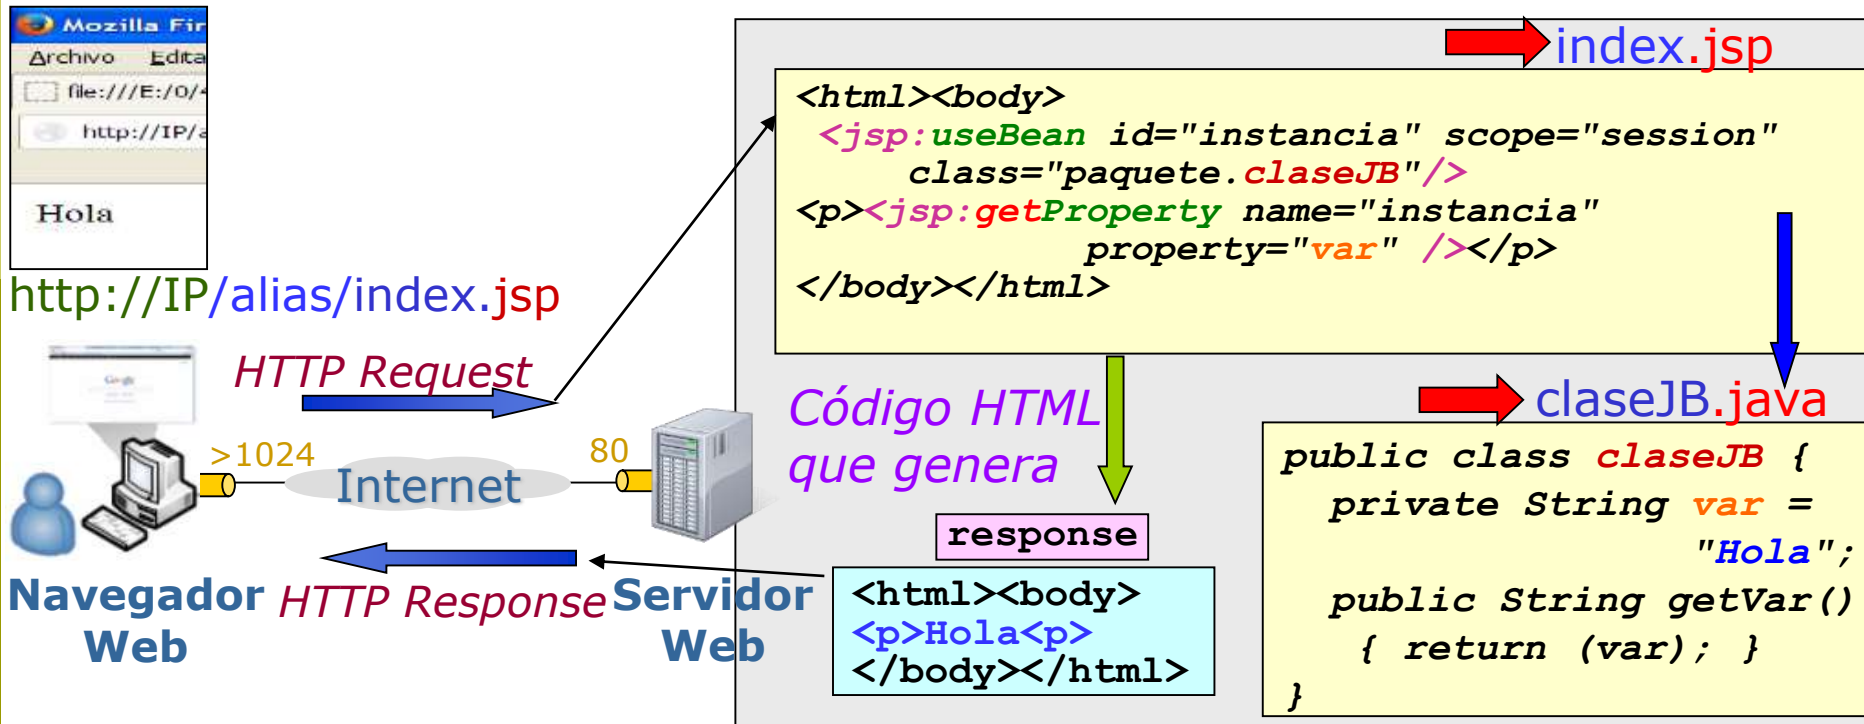 Mozilla Fir
Archivo Edita
file:///E:/0/4
http://IP/a
Hola
http://IP/alias/index.jsp
HTTP Request
>1024
Internet
80
HTTP Response
Navegador
Web
Servidor
Web
index.jsp
<html><body>
<jsp:useBean id="instancia" scope="session"
class="paquete.claseJB"/>
<p><jsp:getProperty name="instancia"
property="var" /></p>
</body></html>
Código HTML
que genera
response
<html><body>
<p>Hola<p>
</body></html>
claseJB.java
public class claseJB {
private String var =
"Hola";
public String getVar()
{ return (var); }
}